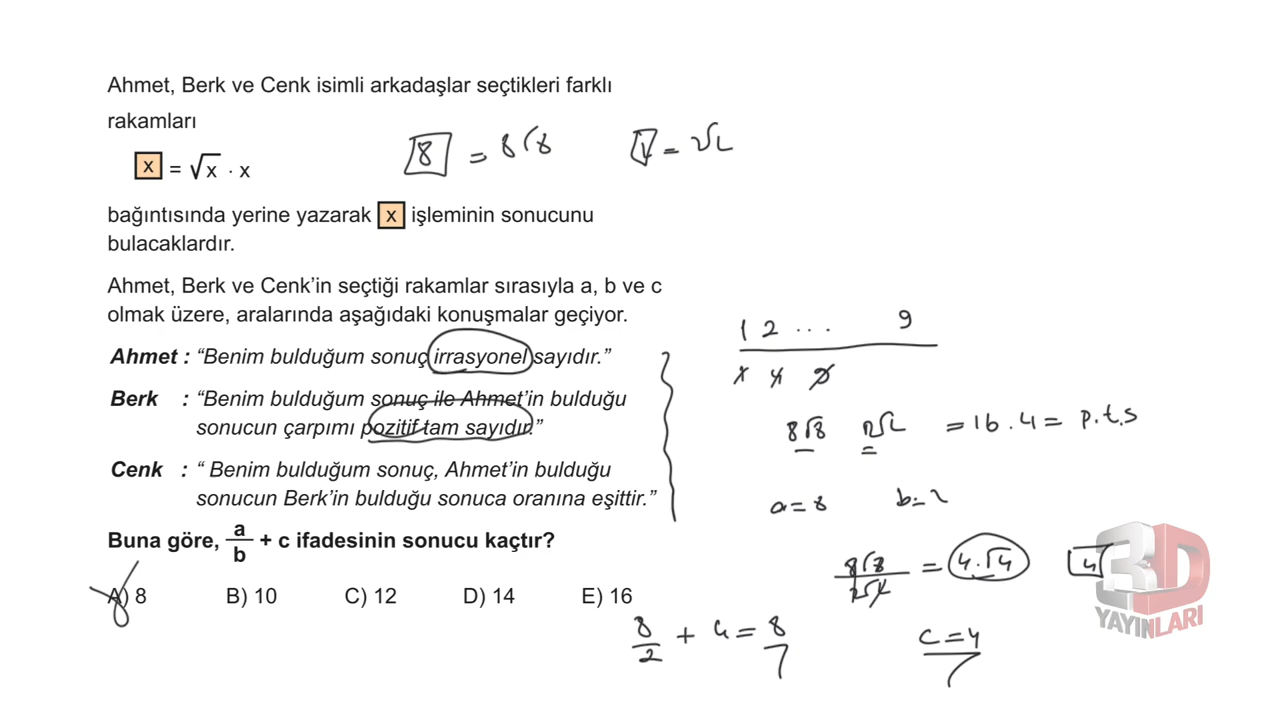 Ahmet, Berk ve Cenk isimli arkadaşlar seçtikleri farklı
rakamları
x = √x · x
8 = 8√8
= √2
bağıntısında yerine yazarak x işleminin sonucunu
bulacaklardır.
Ahmet, Berk ve Cenk'in seçtiği rakamlar sırasıyla a, b ve c
olmak üzere, aralarında aşağıdaki konuşmalar geçiyor.
Ahmet : “Benim bulduğum sonuç irrasyonel sayıdır.”
Berk : “Benim bulduğum sonuç ile Ahmet'in bulduğu
sonucun çarpımı pozitif tam sayıdır.”
Cenk : “ Benim bulduğum sonuç, Ahmet'in bulduğu
sonucun Berk'in bulduğu sonuca oranına eşittir.”
Buna göre, a/b + c ifadesinin sonucu kaçtır?
A) 8 B) 10 C) 12 D) 14 E) 16
1 2 ... 9
8√8 2√2 = 16.4 = p.t.s
a=8 b=2
8√8 / 2√2 = 4.√4 4
c=4
8/2 + 4 = 8
3D
YAYINLARI